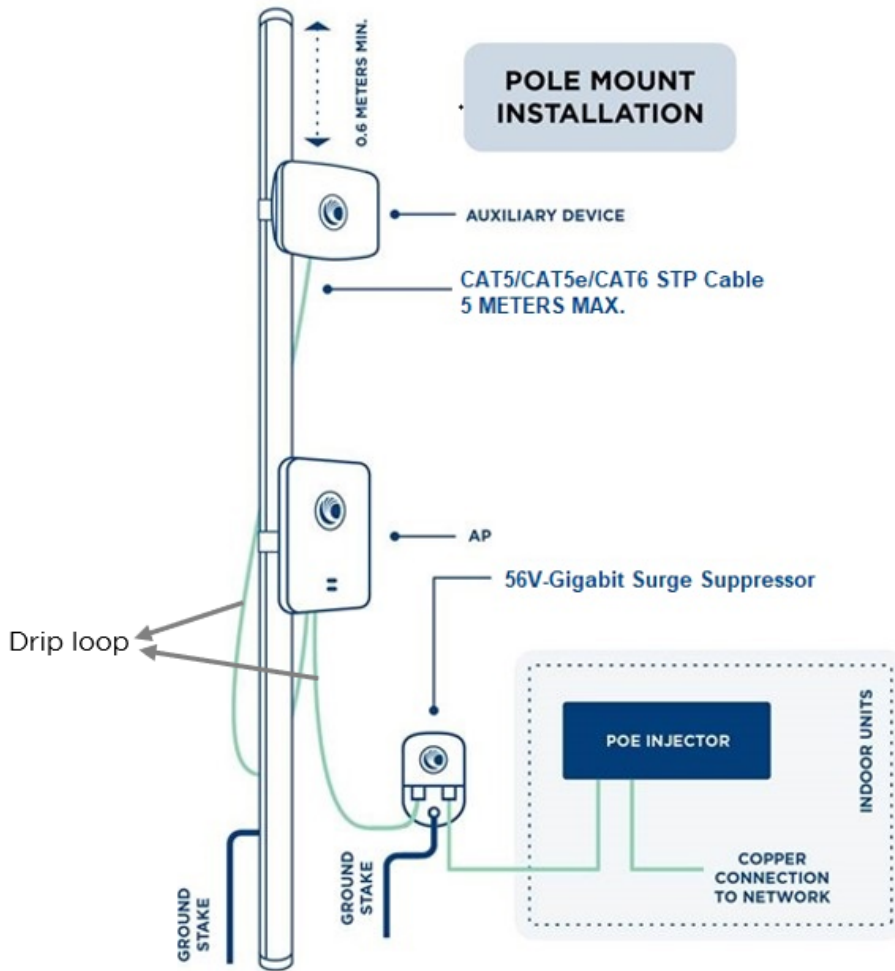 POLE MOUNT
INSTALLATION
0.6 METERS MIN.
AUXILIARY DEVICE
CAT5/CAT5e/CAT6 STP Cable
5 METERS MAX.
AP
56V-Gigabit Surge Suppressor
Drip loop
POE INJECTOR
INDOOR UNITS
COPPER
CONNECTION
TO NETWORK
GROUND
STAKE
GROUND
STAKE